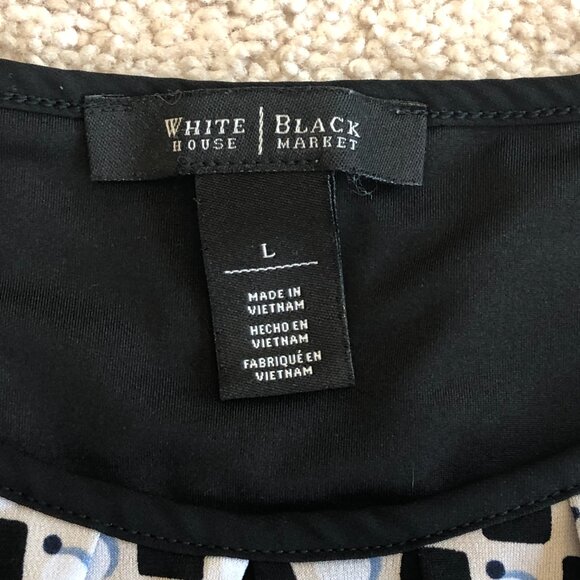 WHITE | BLACK
HOUSE | MARKET
L
MADE IN
VIETNAM
HECHO EN
VIETNAM
FABRIQUÉ EN
VIETNAM